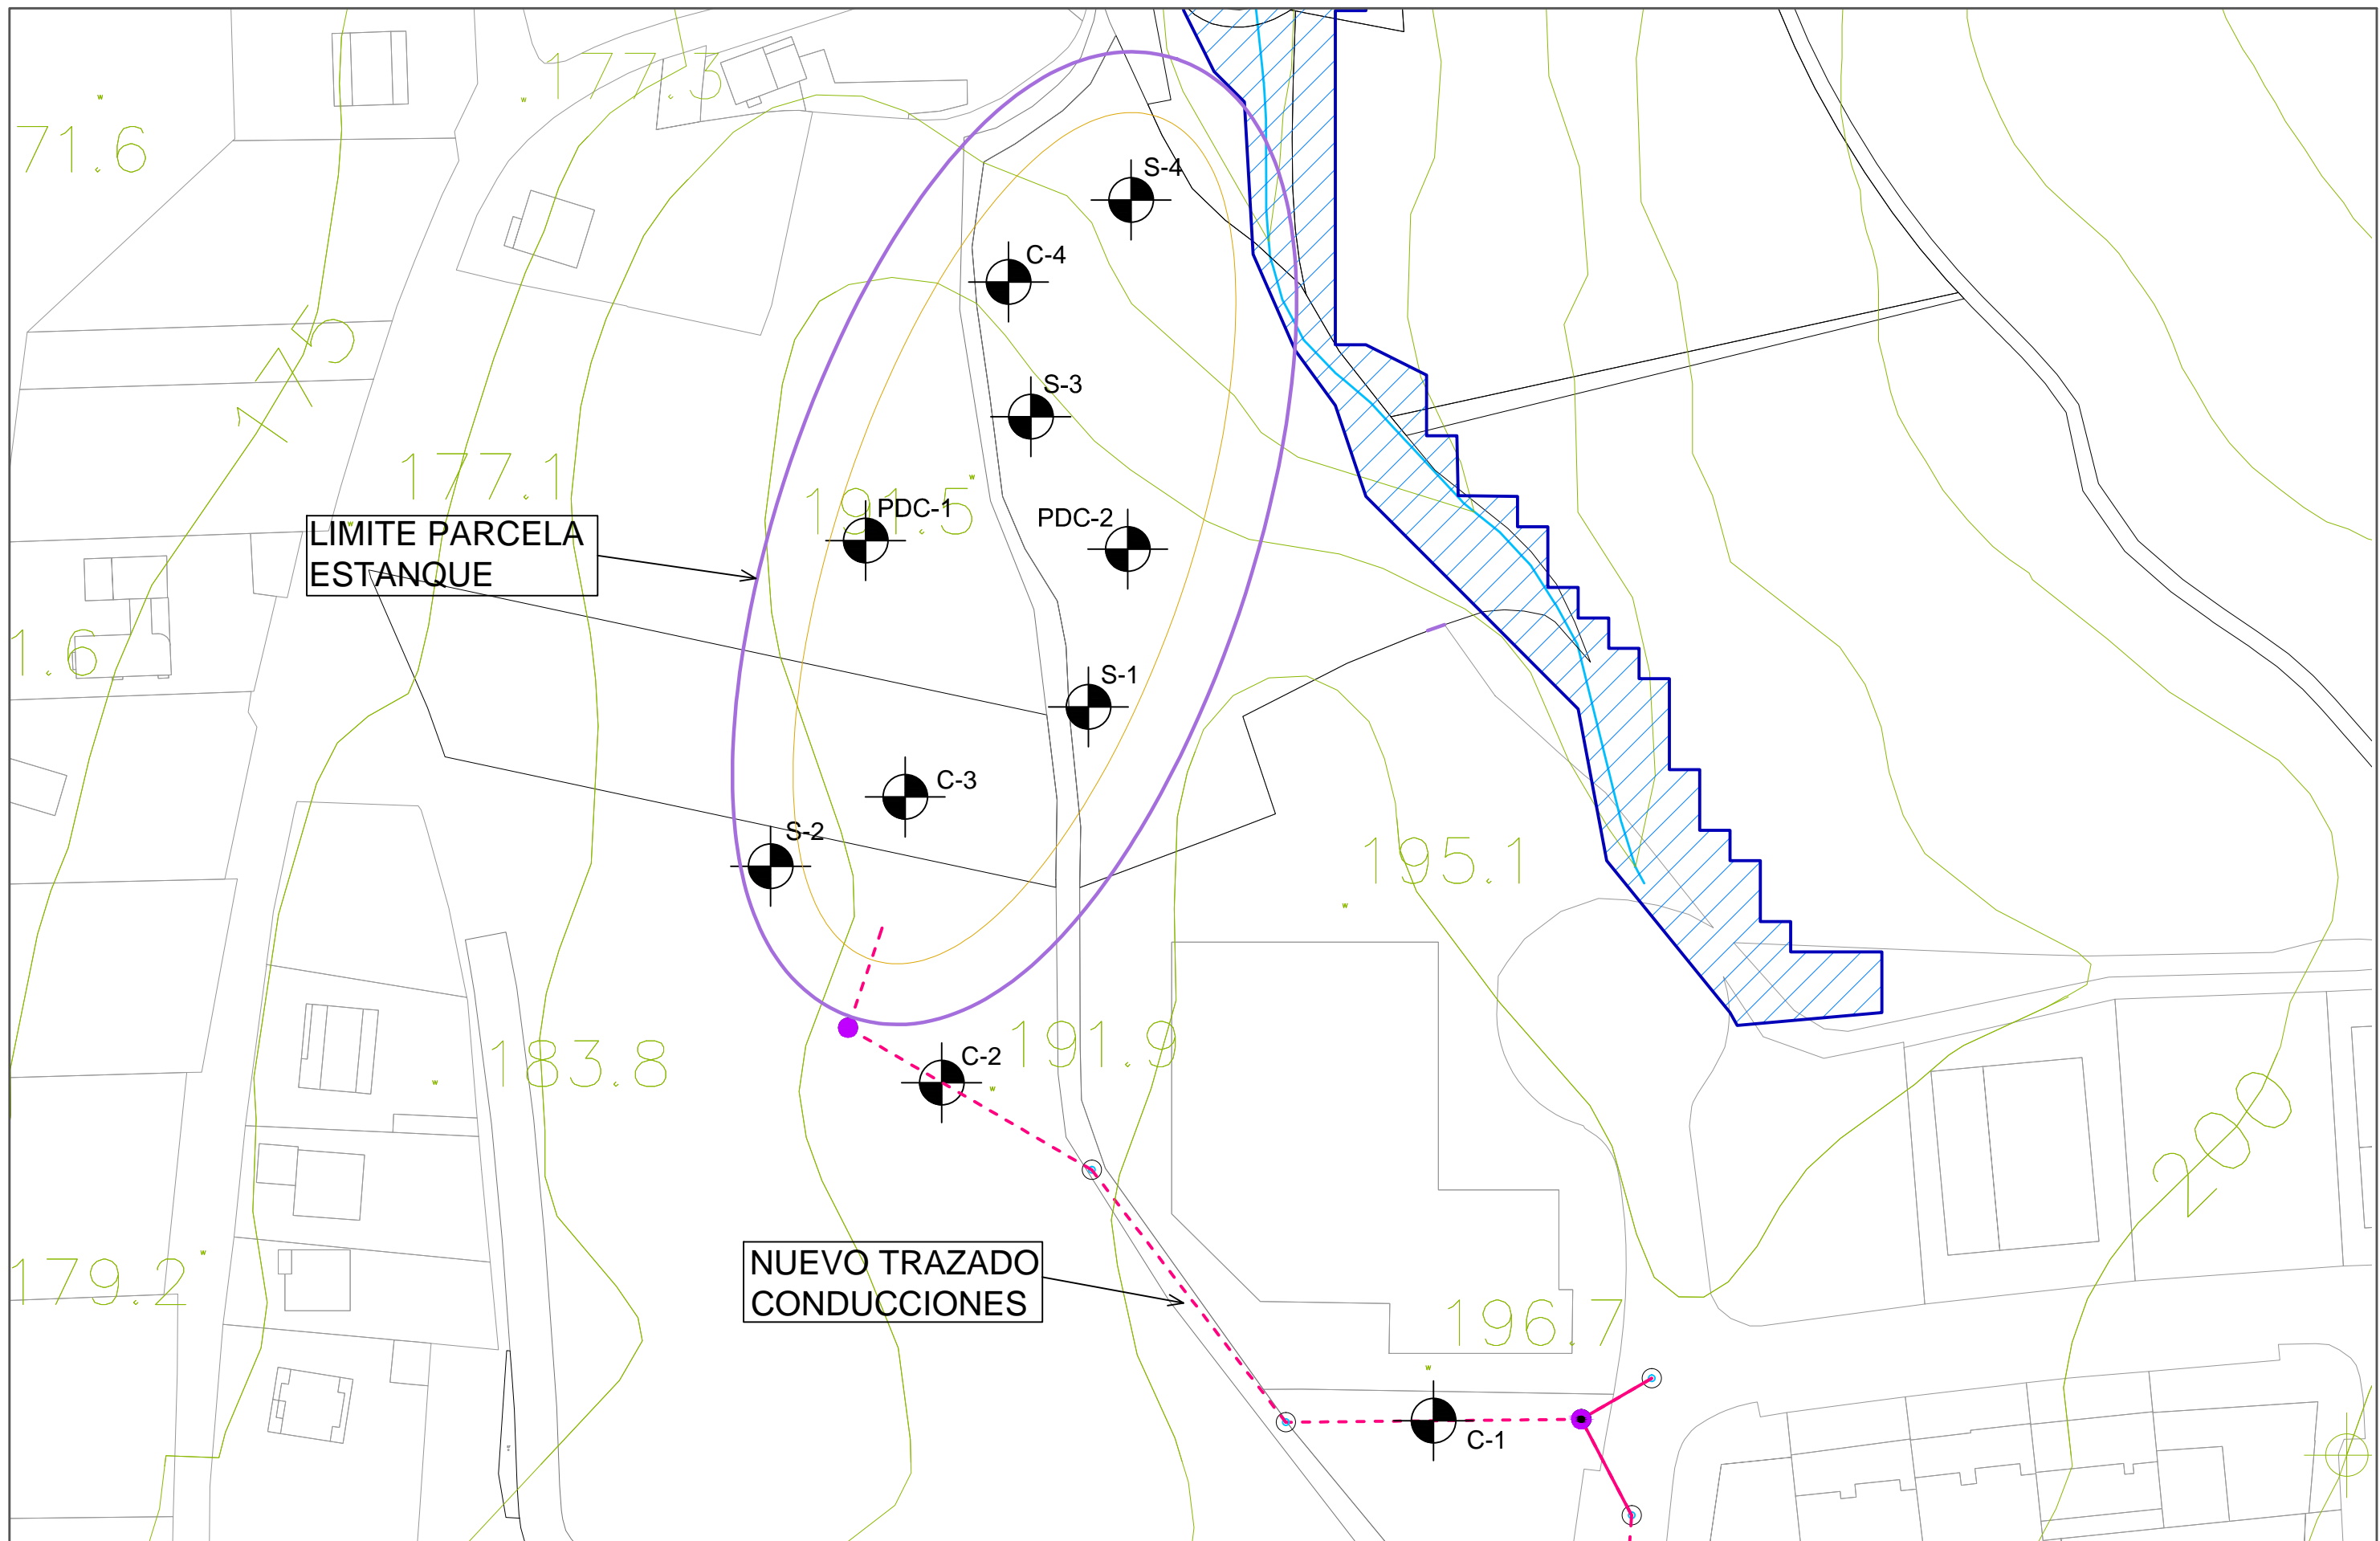 177.3
71.6
S-4
C-4
175
S-3
177.1
191.5
PDC-1
PDC-2
LIMITE PARCELA
ESTANQUE
1.6
S-1
C-3
S-2
195.1
C-2
191.9
183.8
200
NUEVO TRAZADO
CONDUCCIONES
179.2
196.7
C-1